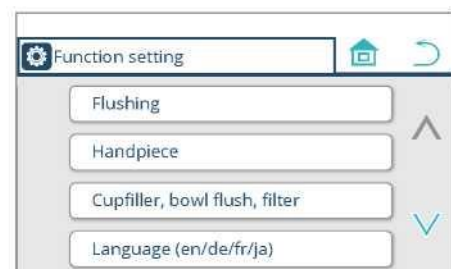 Function setting
Flushing
Handpiece
Cupfiller, bowl flush, filter
Language (en/de/fr/ja)